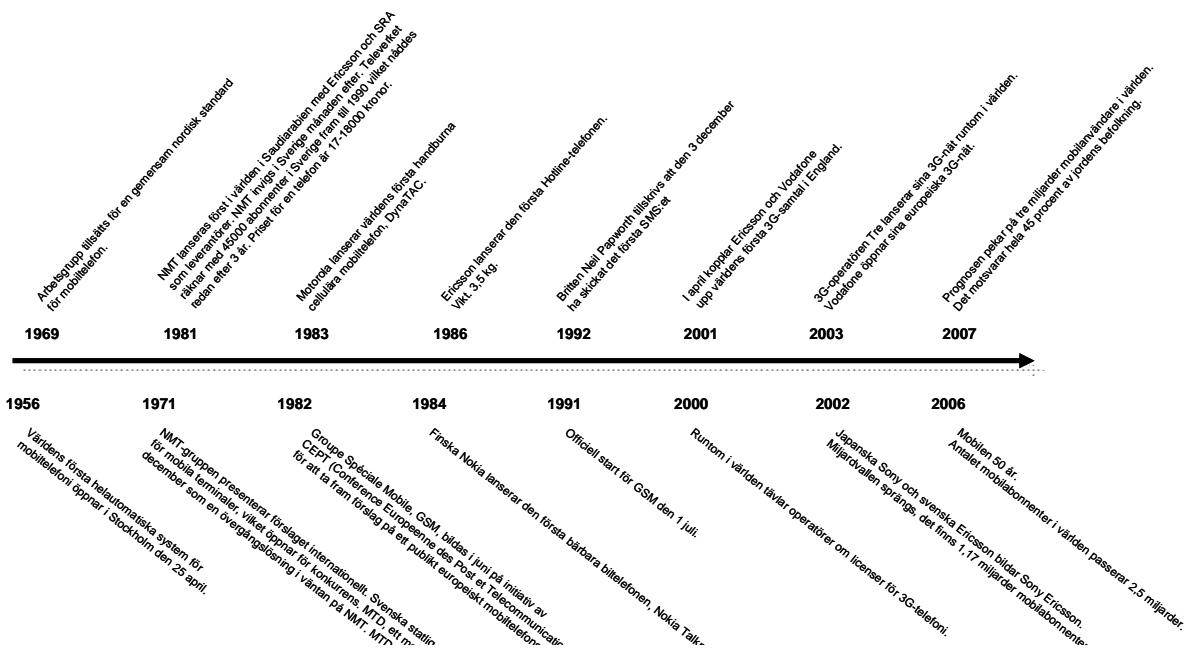 Arbetsgrupp tillsätts för en gemensam nordisk standard
för mobiltelefon.
NMT lanseras först i världen i Saudiarabien med Ericsson och SRA
som leverantörer. NMT invigs i Sverige månaden efter. Televerket
räknar med 45000 abonnenter i Sverige fram till 1990 vilket nåddes
redan efter 3 år. Priset för en telefon är 17-18000 kronor.
Motorola lanserar världens första handburna
cellulära mobiltelefon, DynaTAC.
Ericsson lanserar den första Hotline-telefonen.
Vikt. 3,5 kg.
Britten Neil Papworth tillskrivs att den 3 december
ha skickat det första SMS:et
I april kopplar Ericsson och Vodafone
upp världens första 3G-samtal i England.
3G-operatören Tre lanserar sina 3G-nät runtom i världen.
Vodafone öppnar sina europeiska 3G-nät.
Prognosen pekar på tre miljarder mobilanvändare i världen.
Det motsvarar hela 45 procent av jordens befolkning.
1969
1981
1983
1986
1992
2001
2003
2007
1956
1971
1982
1984
1991
2000
2002
2006
Världens första helautomatiska system för
mobiltelefoni öppnar i Stockholm den 25 april.
NMT-gruppen presenterar förslaget internationellt. Svenska
för mobila terminaler, vilket öppnar för konkurrens. MTD, ett
december som en övergångslösning i väntan på NMT. MTD
Groupe Spéciale Mobile, GSM, bildas i juni på initiativ av
CEPT (Conference Europeenne des Post et
för att ta fram förslag på ett publikt europeiskt
Finska Nokia lanserar den första bärbara biltelefonen, Nokia
Officiell start för GSM den 1 juli.
Runtom i världen tävlar operatörer om licenser för 3G-telefoni.
Japanska Sony och svenska Ericsson bildar Sony Ericsson.
Miljardvallen sprängs, det finns 1,17 miljarder
Mobilen 50 år.
Antalet mobilabonnenter i världen passerar 2,5 miljarder.